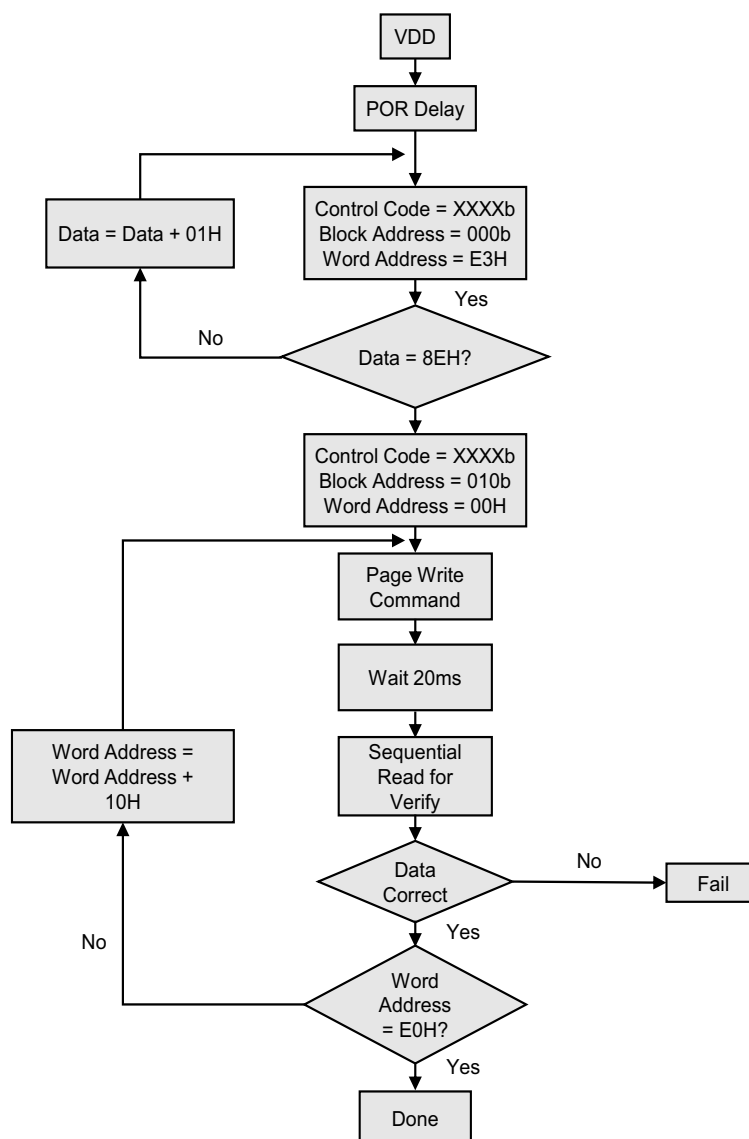 VDD
POR Delay
Data = Data + 01H
Control Code = XXXXb
Block Address = 000b
Word Address = E3H
Yes
No
Data = 8EH?
Control Code = XXXXb
Block Address = 010b
Word Address = 00H
Page Write
Command
Wait 20ms
Word Address =
Word Address +
10H
Sequential
Read for
Verify
Data
Correct
No
Fail
Yes
No
Word
Address
= E0H?
Yes
Done